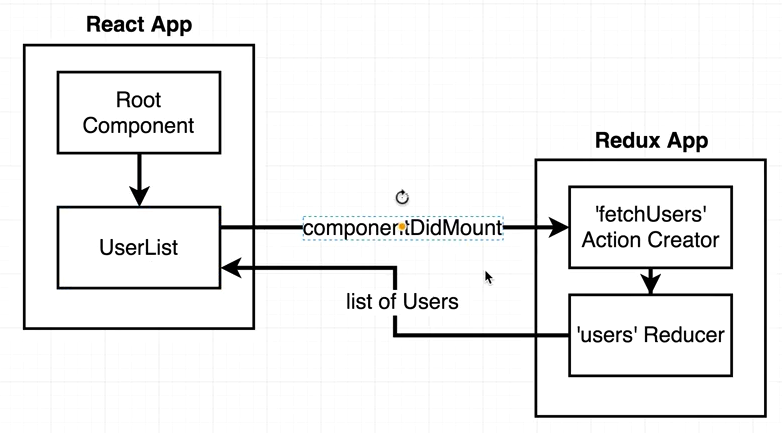 React App
Root
Component
UserList
componentDidMount
list of Users
Redux App
'fetchUsers'
Action Creator
'users' Reducer